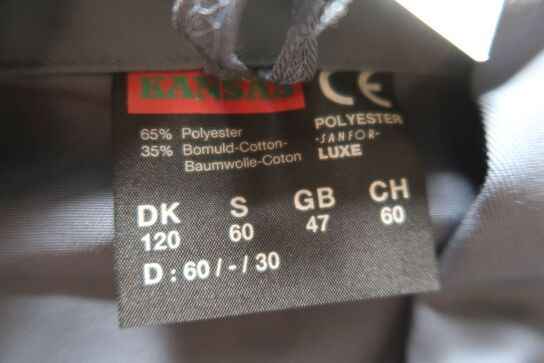 KANSAS CE
65% Polyester
35% Bomuld-Cotton-
Baumwolle-Coton
POLYESTER
-SANFOR-
LUXE
DK S GB CH
120 60 47 60
D : 60 / - / 30